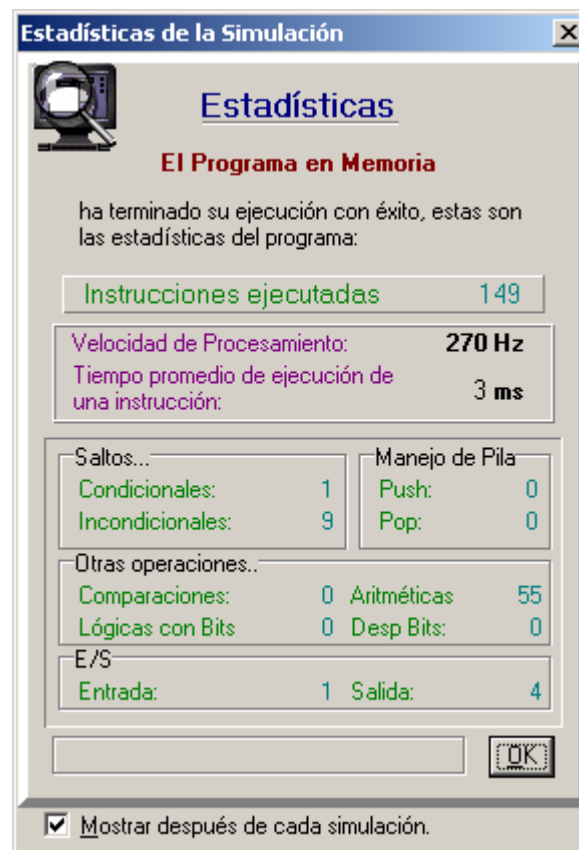 Estadísticas de la Simulación
Estadísticas
El Programa en Memoria
ha terminado su ejecución con éxito, estas son
las estadísticas del programa:
Instrucciones ejecutadas 149
Velocidad de Procesamiento: 270 Hz
Tiempo promedio de ejecución de
una instrucción: 3 ms
Saltos...
Condicionales: 1
Incondicionales: 9
Manejo de Pila
Push: 0
Pop: 0
Otras operaciones..
Comparaciones: 0 Aritméticas 55
Lógicas con Bits 0 Desp Bits: 0
E/S
Entrada: 1 Salida: 4
OK
Mostrar después de cada simulación.